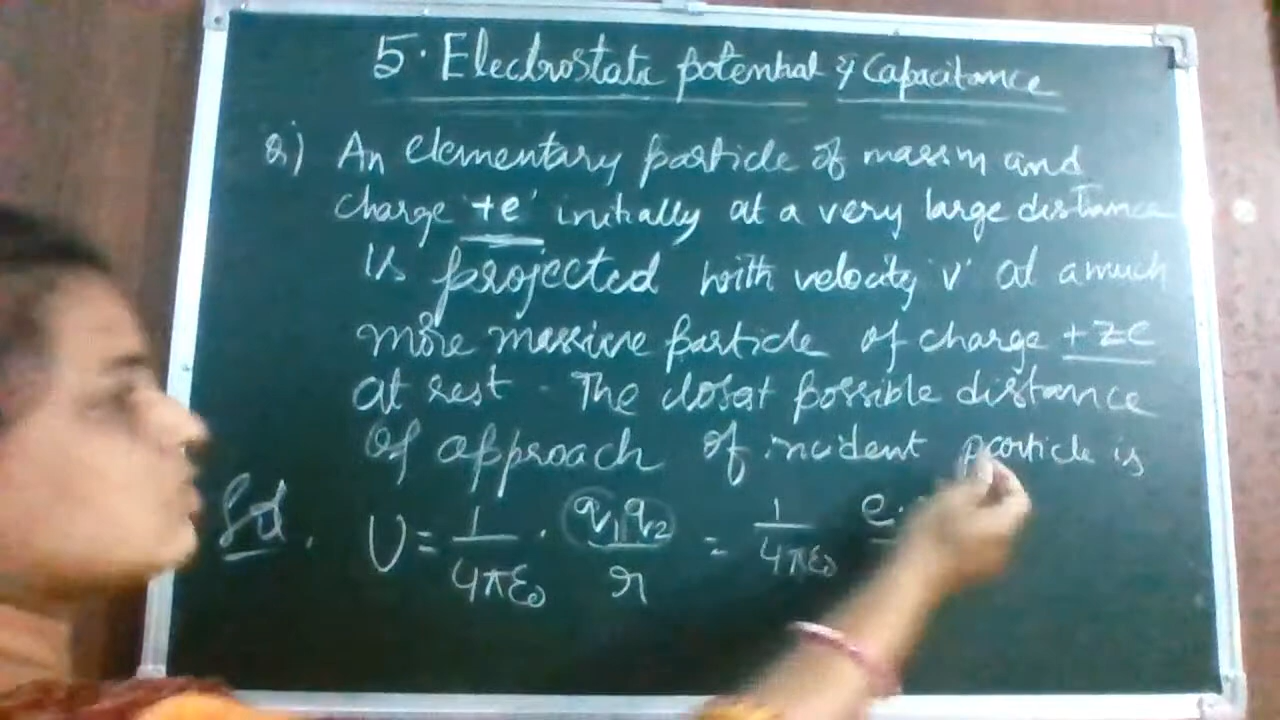 5. Electrostatic potential & Capacitance
Q) An elementary particle of mass m and
charge '+e' initially at a very large distance
is projected with velocity 'v' at a much
more massive particle of charge +ze
at rest. The closest possible distance
of approach of incident particle is
Sol. U = 1/4πε₀ · q₁q₂/r = 1/4πε₀ e.